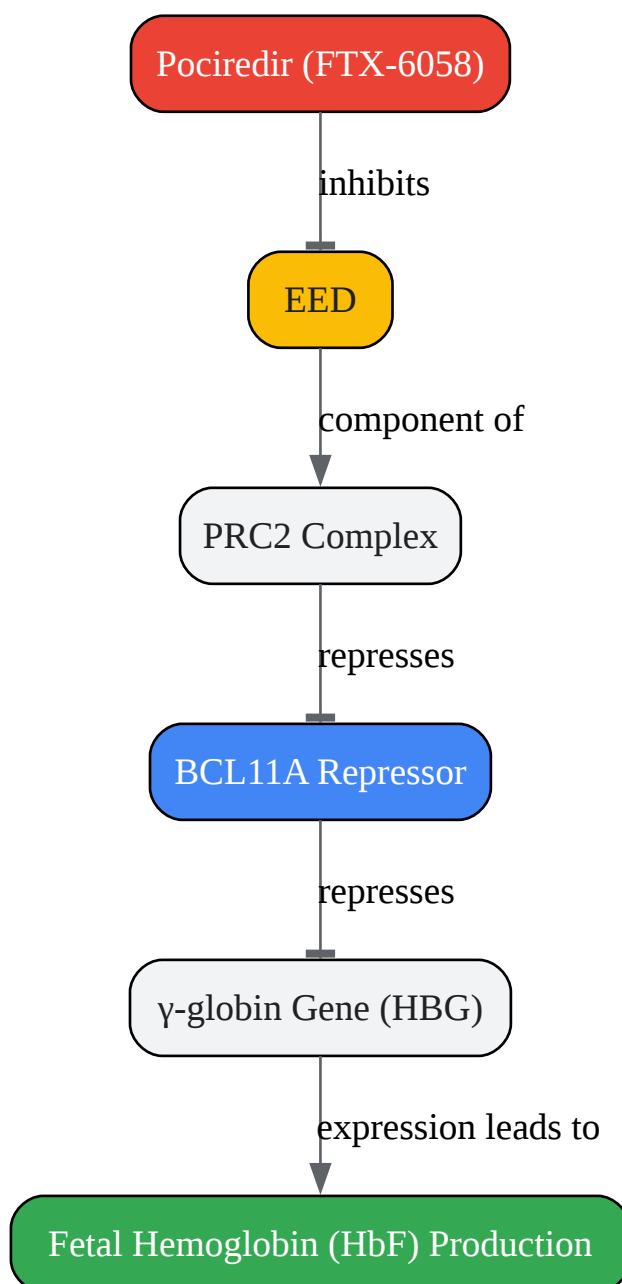 Pociredir (FTX-6058)
inhibits
EED
component of
PRC2 Complex
represses
BCL11A Repressor
represses
γ-globin Gene (HBG)
expression leads to
Fetal Hemoglobin (HbF) Production